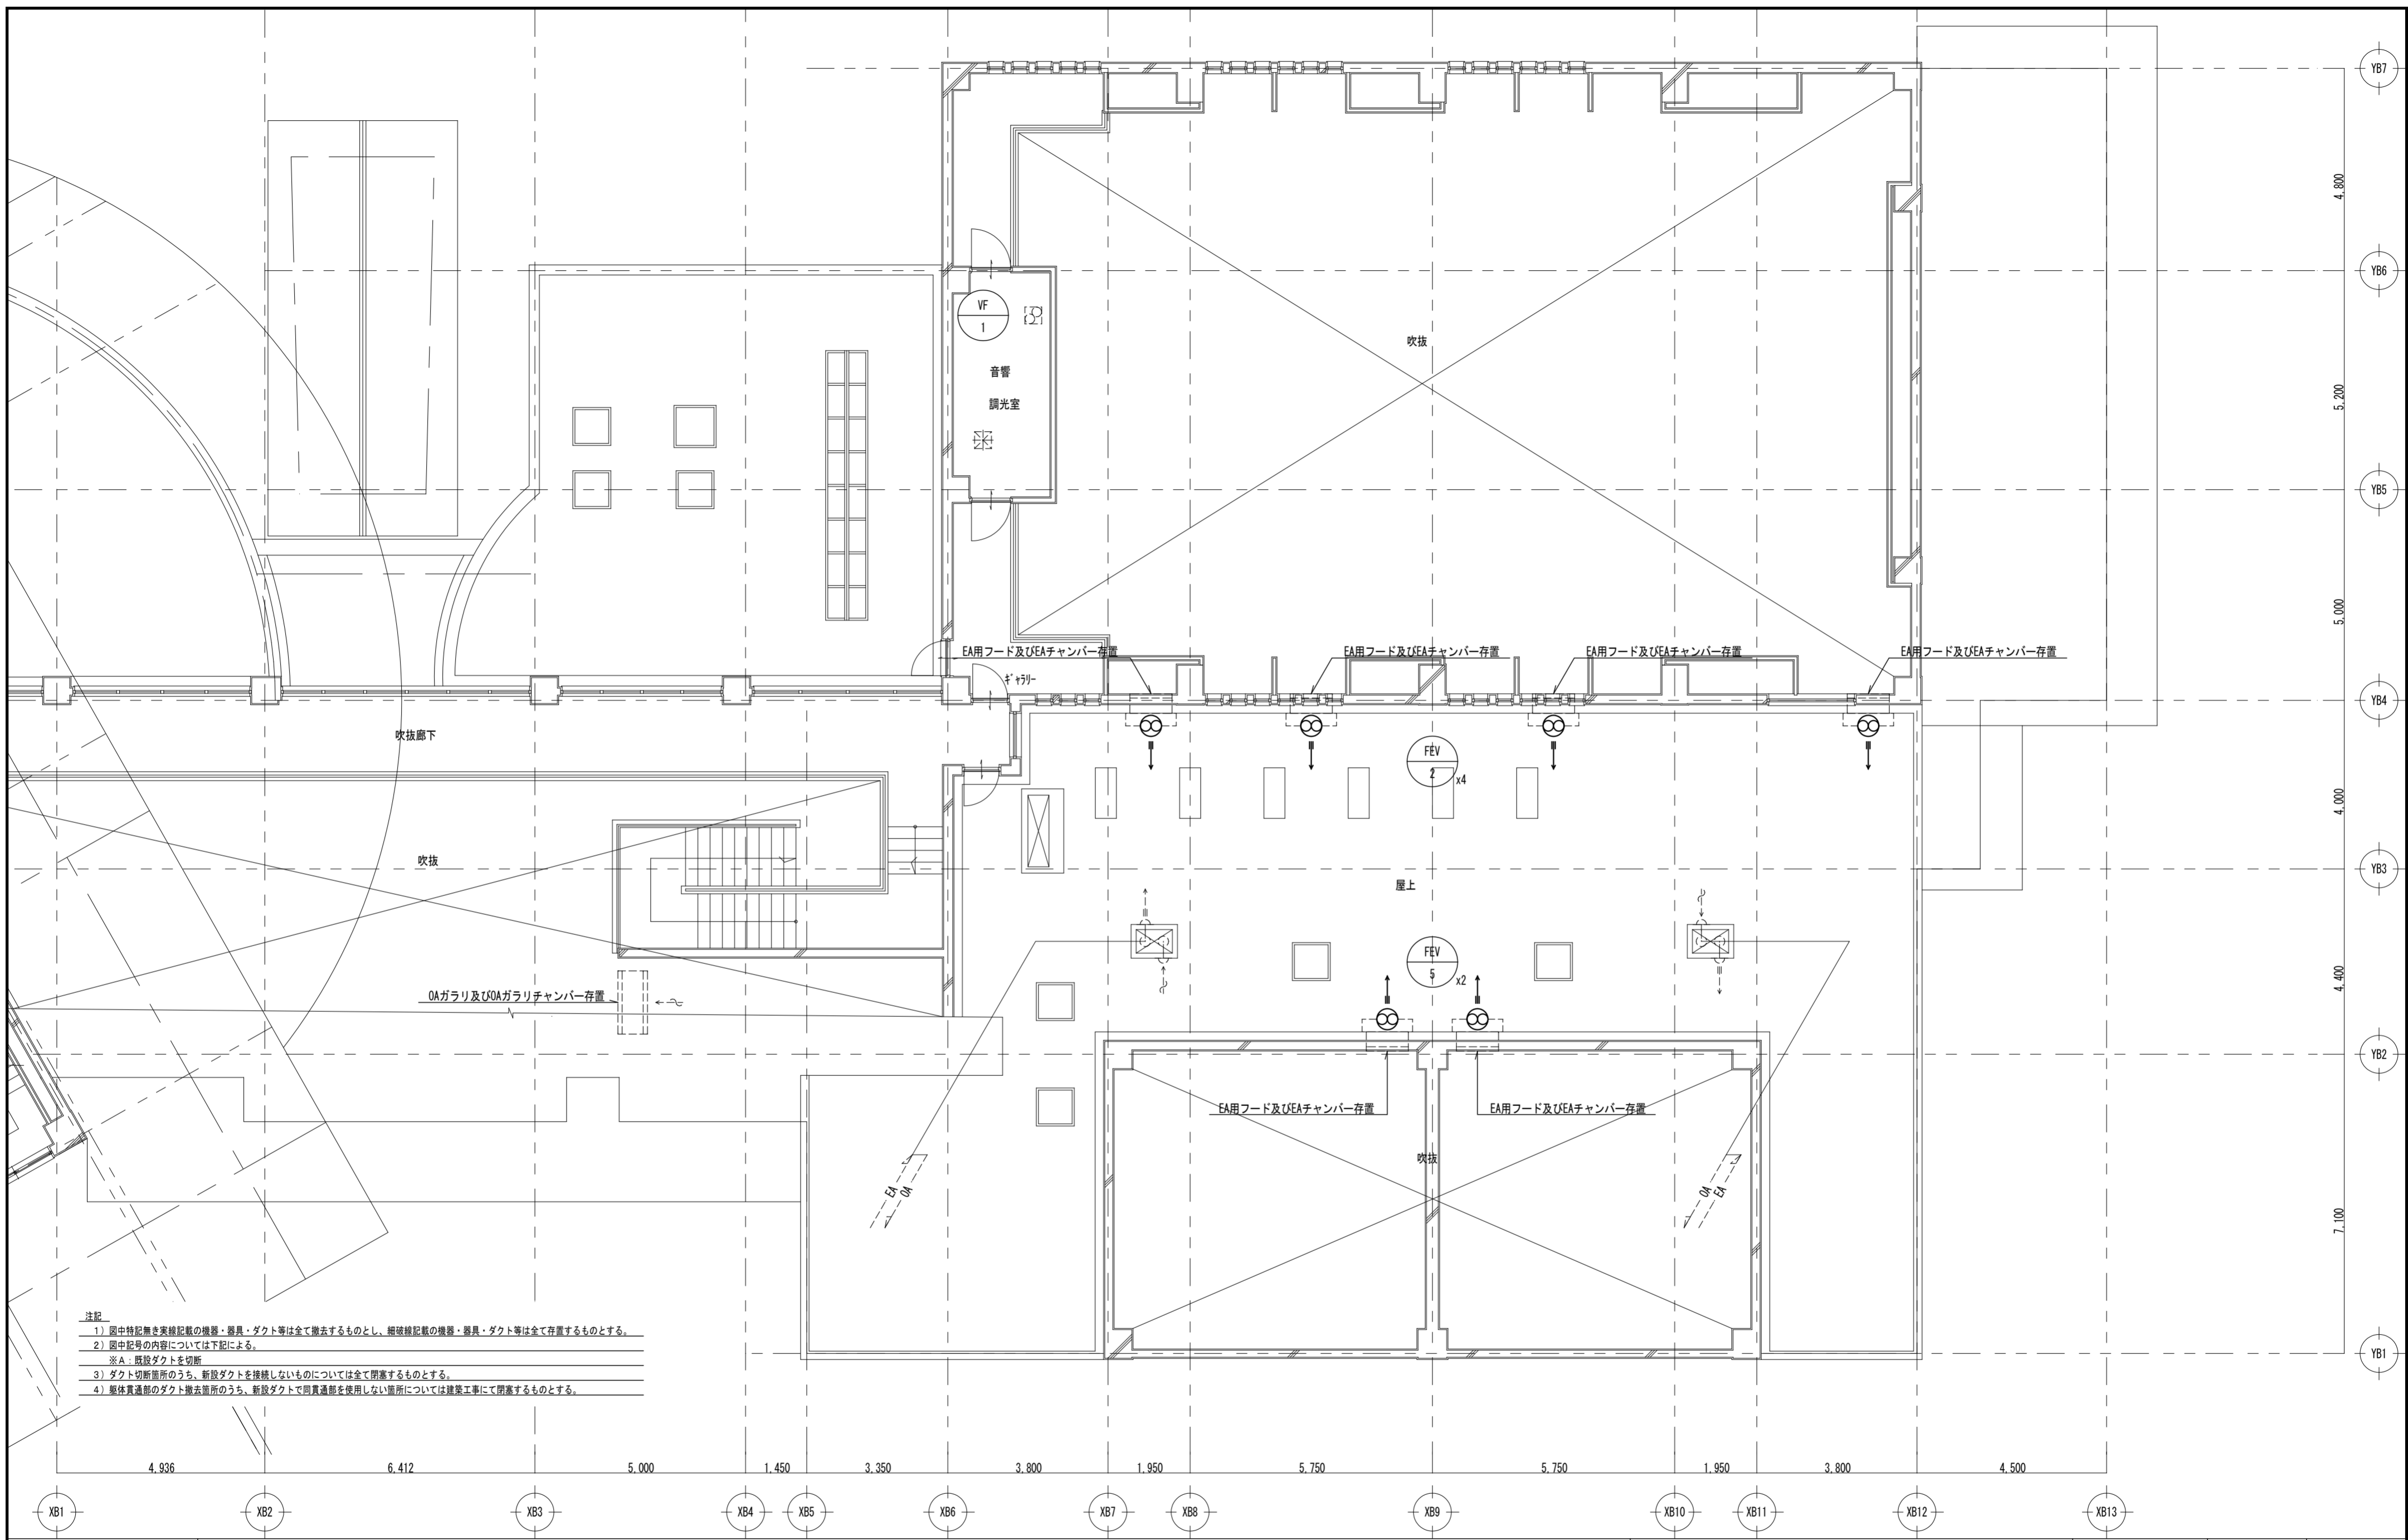 YB7
4.800
YB6
VF
1
吹抜
音響
5.200
調光室
YB5
5.000
EA用フード及びEAチャンバー存置
EA用フード及びEAチャンバー存置
EA用フード及びEAチャンバー存置
EA用フード及びEAチャンバー存置
ギャラリー
YB4
吹抜廊下
FEV
2
x4
4.000
吹抜
YB3
屋上
FEV
5
x2
4.400
OAガラリ及びOAガラリチャンバー存置
YB2
EA用フード及びEAチャンバー存置
EA用フード及びEAチャンバー存置
吹抜
EA
OA
OA
EA
7.100
注記
1）図中特記無き実線記載の機器・器具・ダクト等は全て撤去するものとし、細破線記載の機器・器具・ダクト等は全て存置するものとする。
2）図中記号の内容については下記による。
※A：既設ダクトを切断
3）ダクト切断箇所のうち、新設ダクトを接続しないものについては全て閉塞するものとする。
4）躯体貫通部のダクト撤去箇所のうち、新設ダクトで同貫通部を使用しない箇所については建築工事にて閉塞するものとする。
YB1
4.936
6.412
5.000
1.450
3.350
3.800
1.950
5.750
5.750
1.950
3.800
4.500
XB1
XB2
XB3
XB4
XB5
XB6
XB7
XB8
XB9
XB10
XB11
XB12
XB13